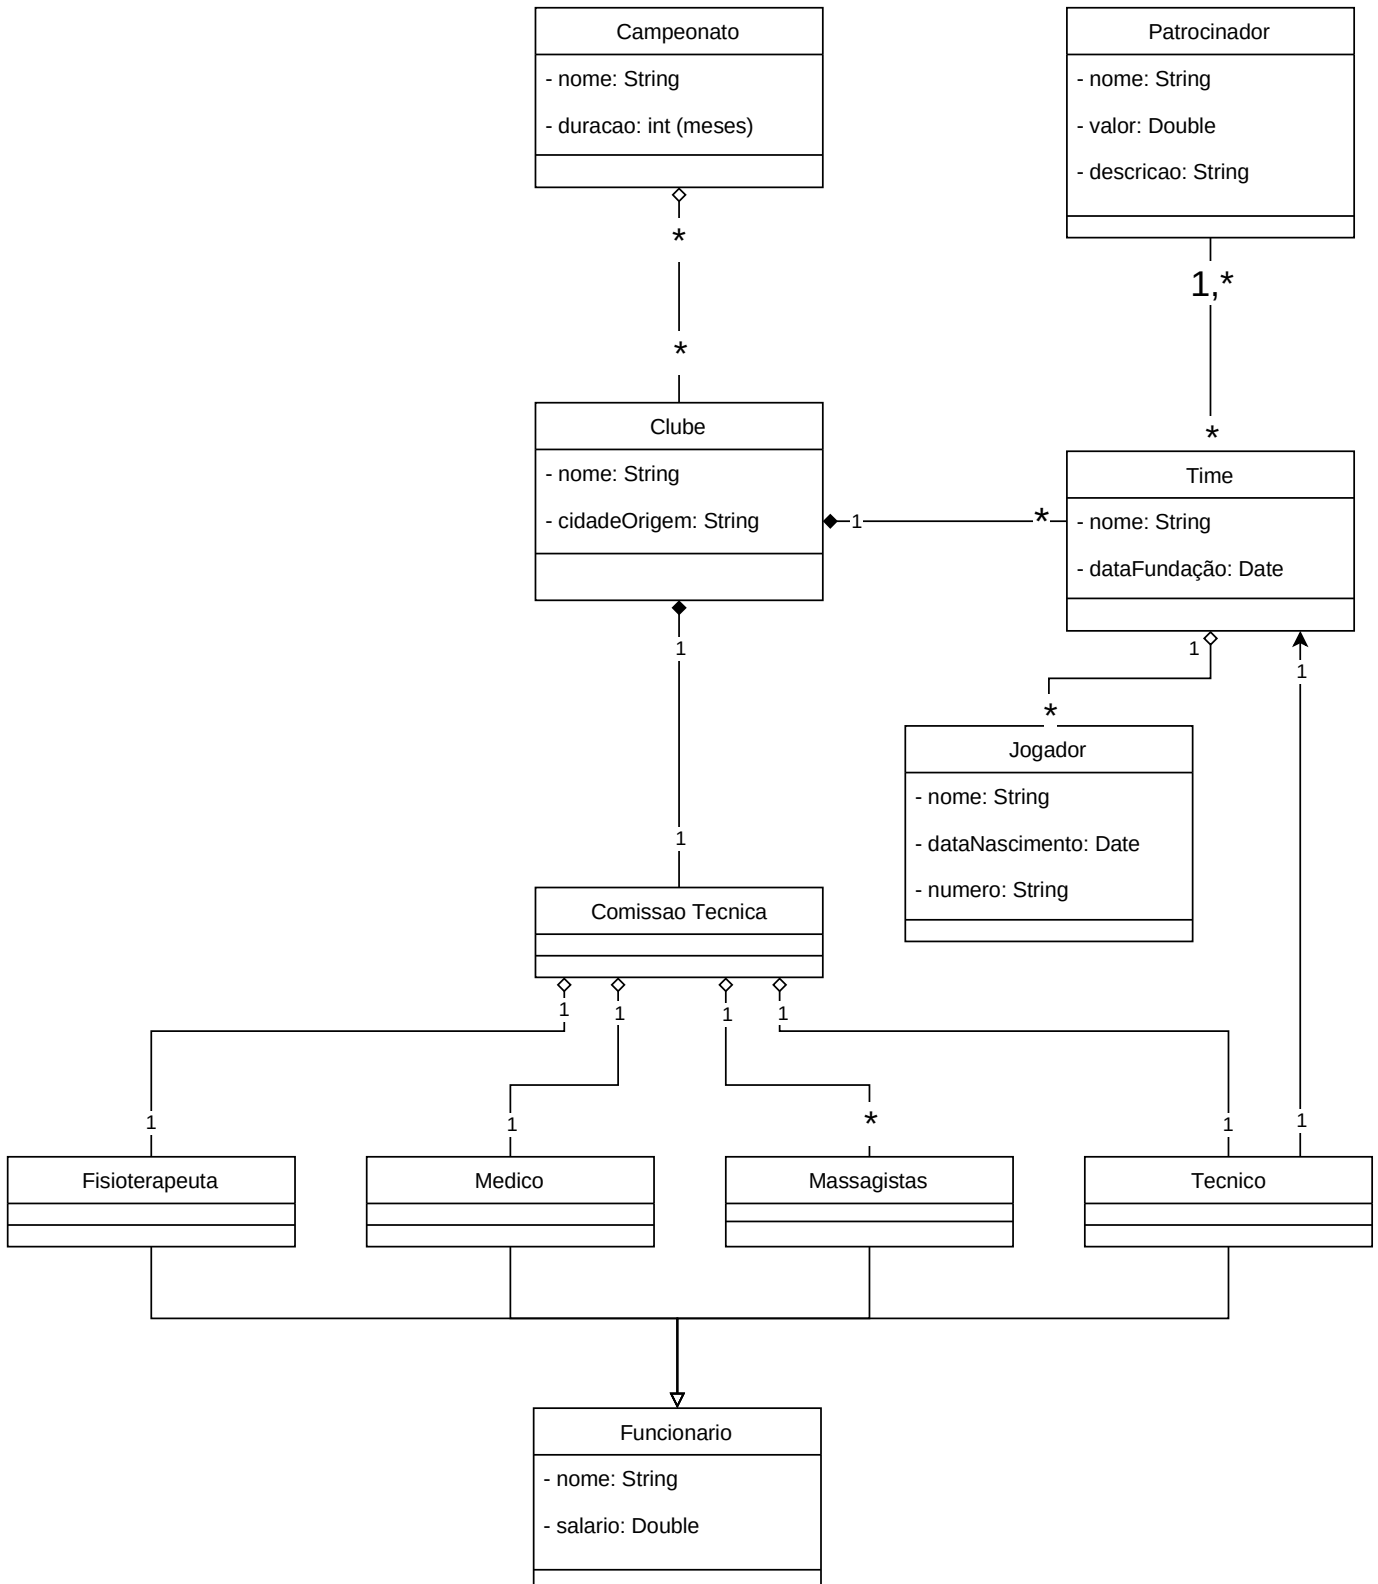 Campeonato
- nome: String
- duracao: int (meses)
Patrocinador
- nome: String
- valor: Double
- descricao: String
*
*
1,*
*
Clube
- nome: String
- cidadeOrigem: String
1
*
Time
- nome: String
- dataFundação: Date
1
1
1
*
1
Jogador
- nome: String
- dataNascimento: Date
- numero: String
Comissao Tecnica
1
1
1
1
1
1
*
1
1
Fisioterapeuta
Medico
Massagistas
Tecnico
Funcionario
- nome: String
- salario: Double